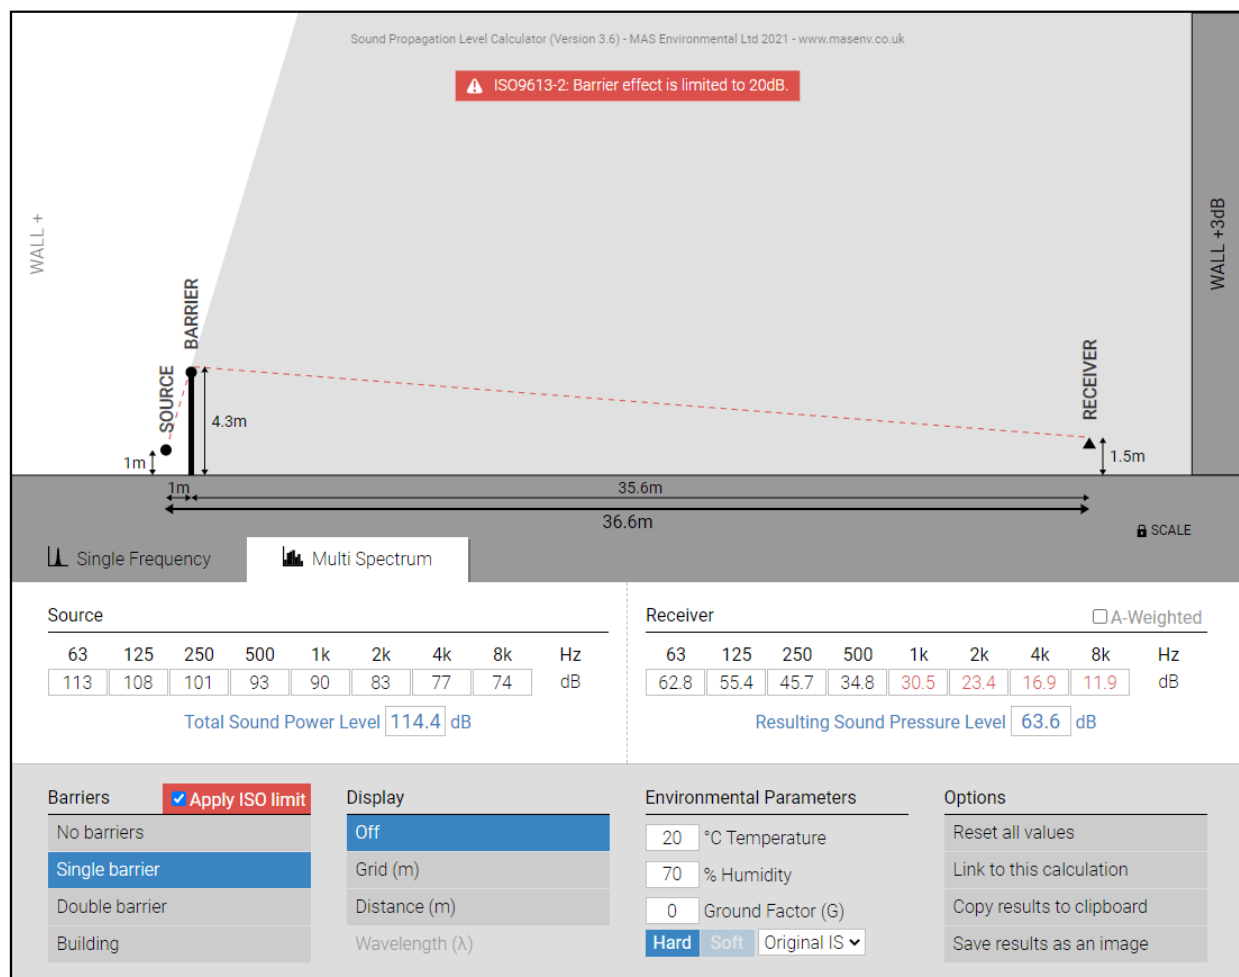 Sound Propagation Level Calculator (Version 3.6) - MAS Environmental Ltd 2021 - www.masenv.co.uk
ISO9613-2: Barrier effect is limited to 20dB.
WALL +
WALL +3dB
BARRIER
SOURCE
RECEIVER
4.3m
1m
1.5m
1m
35.6m
36.6m
SCALE
Single Frequency
Multi Spectrum
Source
63 125 250 500 1k 2k 4k 8k Hz
113 108 101 93 90 83 77 74 dB
Total Sound Power Level 114.4 dB
Receiver
A-Weighted
63 125 250 500 1k 2k 4k 8k Hz
62.8 55.4 45.7 34.8 30.5 23.4 16.9 11.9 dB
Resulting Sound Pressure Level 63.6 dB
Barriers
Apply ISO limit
No barriers
Single barrier
Double barrier
Building
Display
Off
Grid (m)
Distance (m)
Wavelength (λ)
Environmental Parameters
20 °C Temperature
70 % Humidity
0 Ground Factor (G)
Hard Soft Original IS
Options
Reset all values
Link to this calculation
Copy results to clipboard
Save results as an image